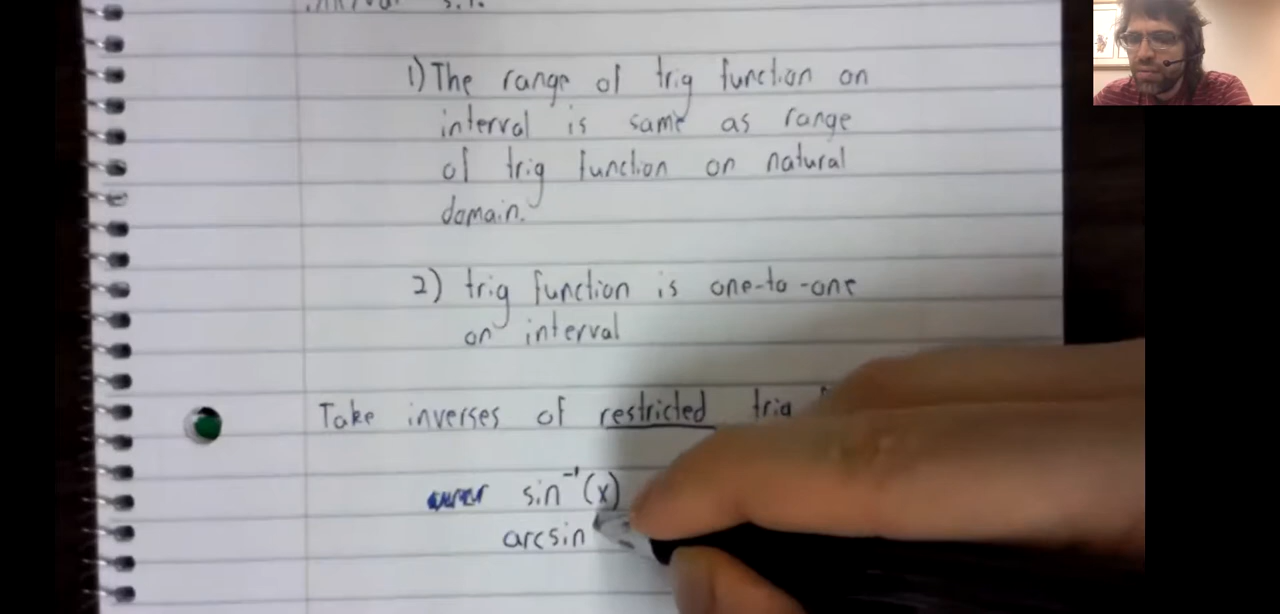 s.t.
1) The range of trig function on
interval is same as range
of trig function on natural
domain.
2) trig function is one-to-one
on interval
Take inverses of restricted trig
sin⁻¹(x)
arcsin